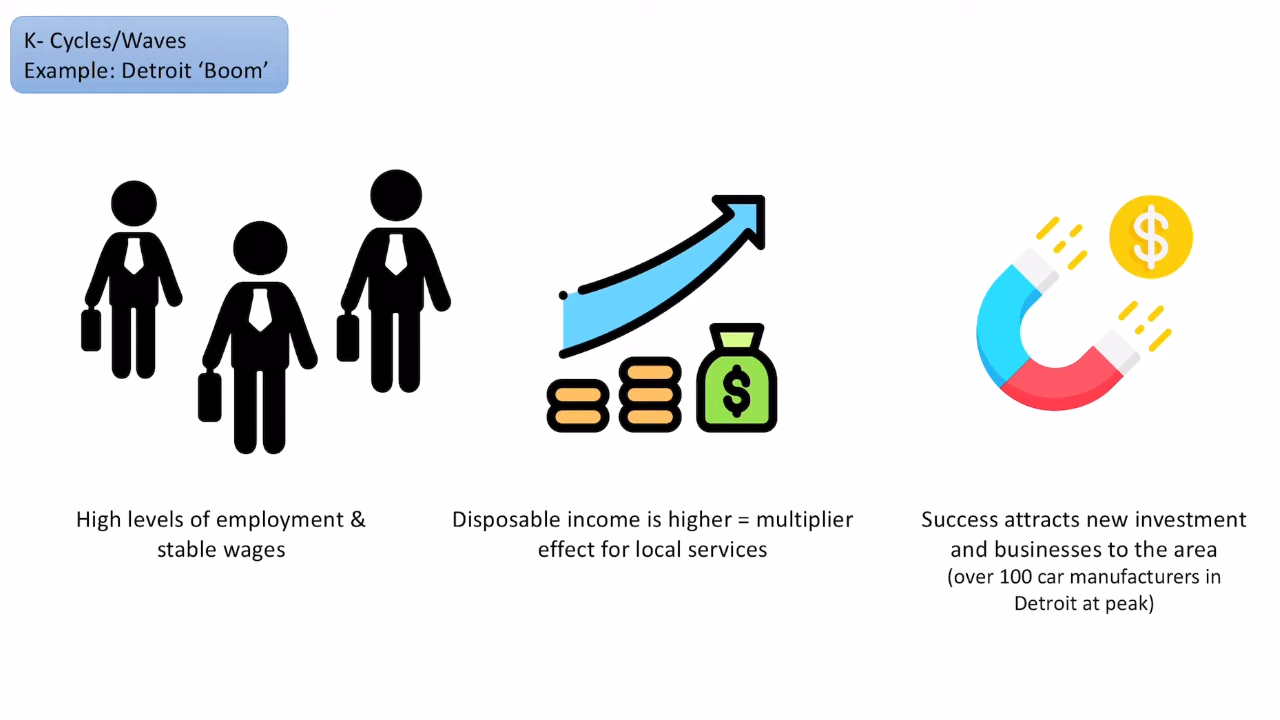 K- Cycles/Waves
Example: Detroit ‘Boom’
High levels of employment &
stable wages
Disposable income is higher = multiplier
effect for local services
Success attracts new investment
and businesses to the area
(over 100 car manufacturers in
Detroit at peak)